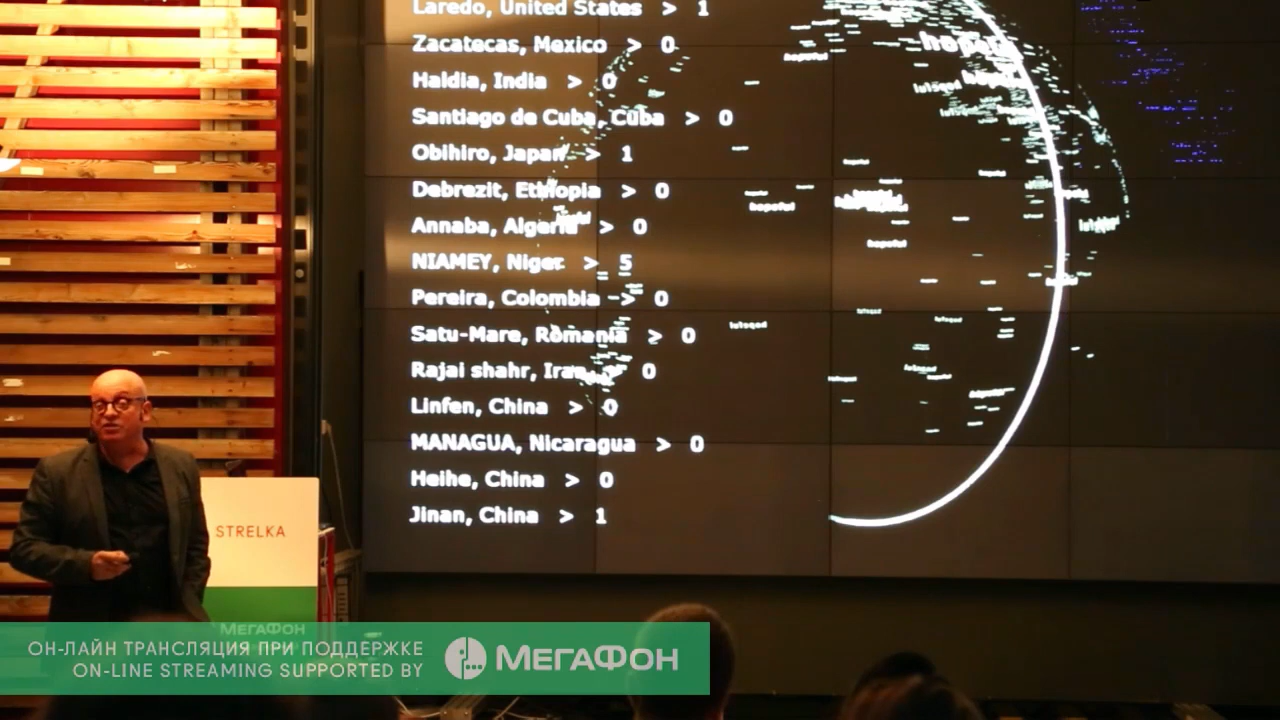 Laredo, United States > 1
Zacatecas, Mexico > 0
Haldia, India > 0
Santiago de Cuba, Cuba > 0
Obihiro, Japan > 1
Debrezit, Ethiopia > 0
Annaba, Algeria > 0
NIAMEY, Niger > 5
Pereira, Colombia > 0
Satu-Mare, Romania > 0
Rajai shahr, Iran > 0
Linfen, China > 0
MANAGUA, Nicaragua > 0
Heihe, China > 0
Jinan, China > 1
hopeful
hopeful
hopeful
STRELKA
МЕГАФОН
ОН-ЛАЙН ТРАНСЛЯЦИЯ ПРИ ПОДДЕРЖКЕ
ON-LINE STREAMING SUPPORTED BY
МЕГАФОН